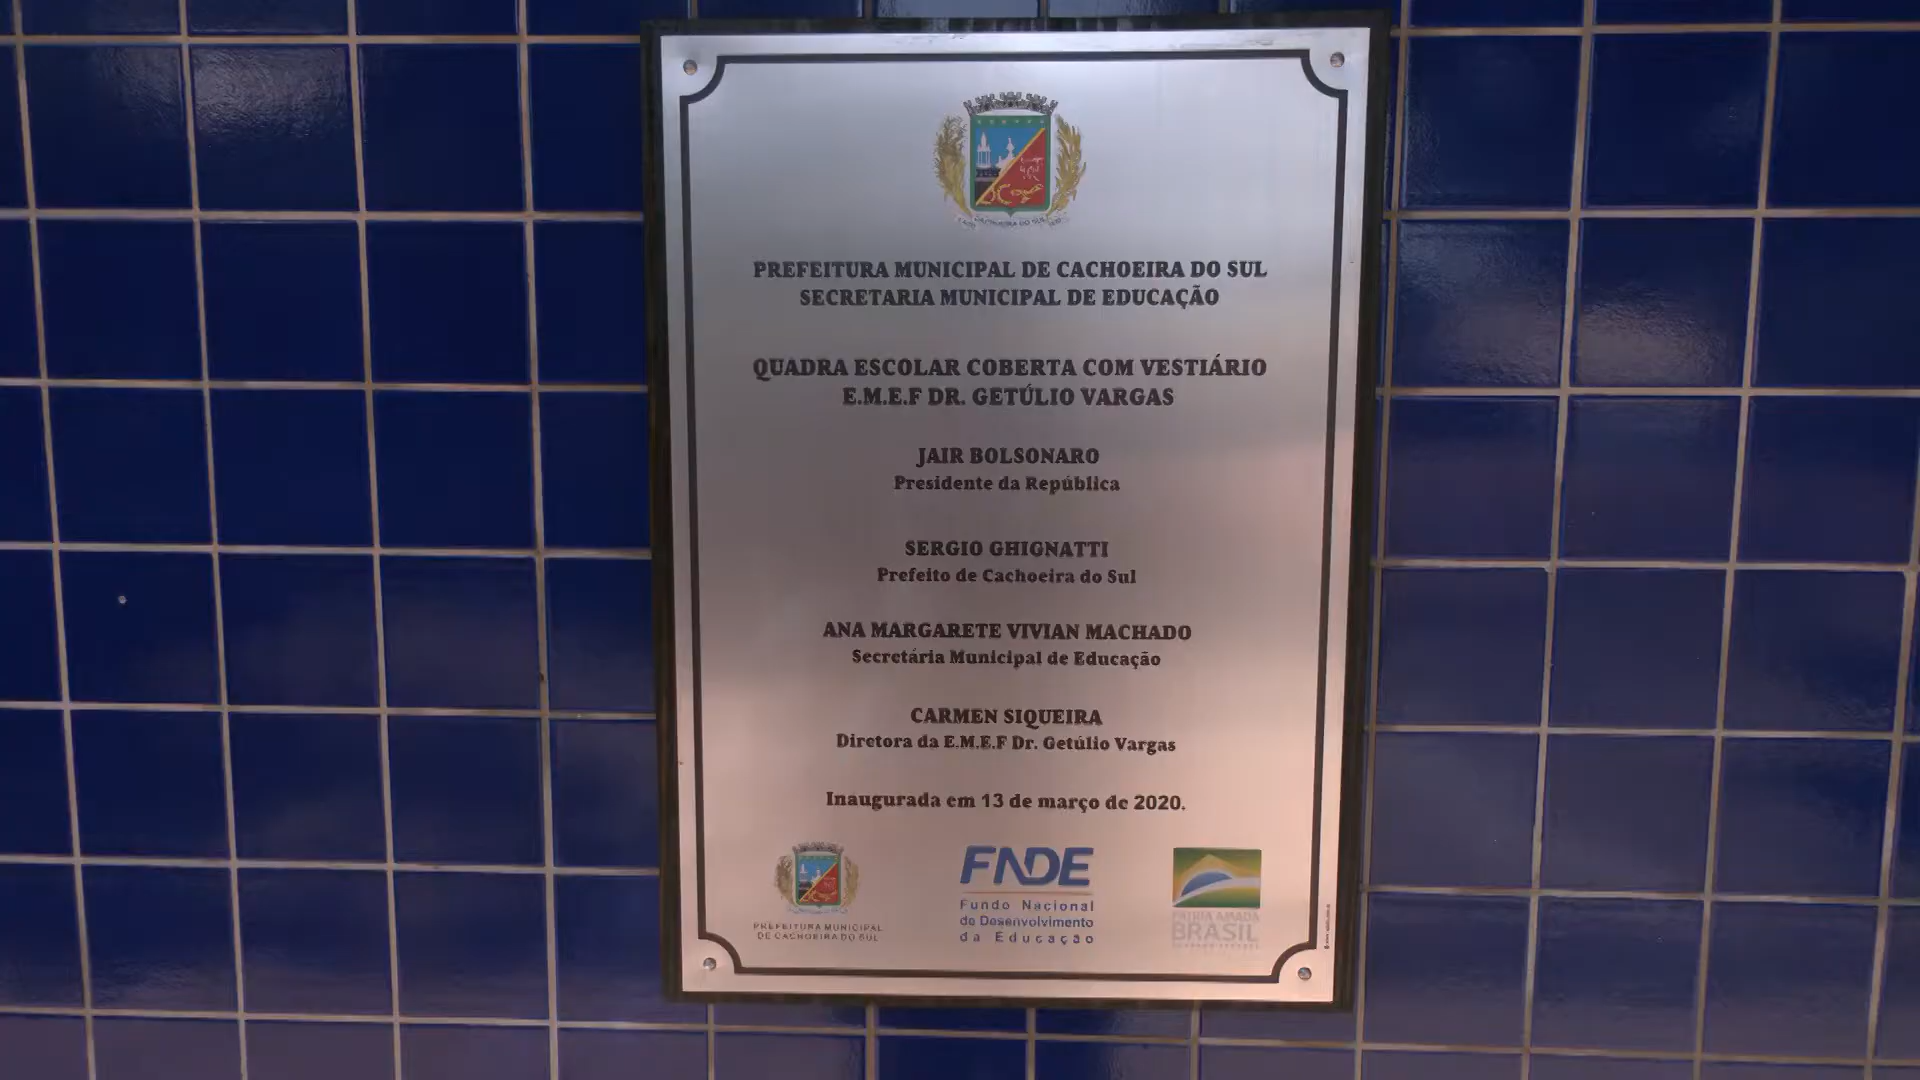 CACHOEIRA DO SUL
PREFEITURA MUNICIPAL DE CACHOEIRA DO SUL
SECRETARIA MUNICIPAL DE EDUCAÇÃO
QUADRA ESCOLAR COBERTA COM VESTIÁRIO
E.M.E.F DR. GETÚLIO VARGAS
JAIR BOLSONARO
Presidente da República
SERGIO GHIGNATTI
Prefeito de Cachoeira do Sul
ANA MARGARETE VIVIAN MACHADO
Secretária Municipal de Educação
CARMEN SIQUEIRA
Diretora da E.M.E.F Dr. Getúlio Vargas
Inaugurada em 13 de março de 2020.
PREFEITURA MUNICIPAL
DE CACHOEIRA DO SUL
FNDE
Fundo Nacional
de Desenvolvimento
da Educação
PÁTRIA AMADA
BRASIL